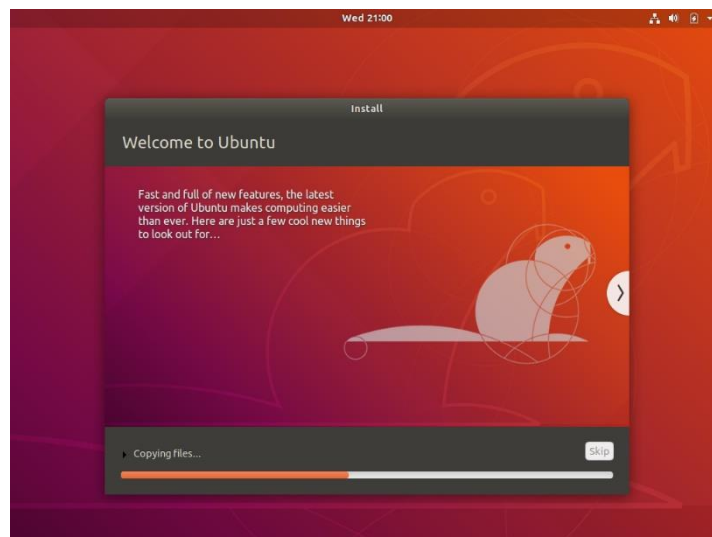 Wed 21:00
Install
Welcome to Ubuntu
Fast and full of new features, the latest
version of Ubuntu makes computing easier
than ever. Here are just a few cool new things
to look out for...
Copying files...
Skip